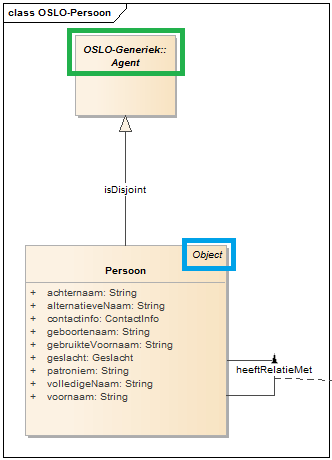 class OSLO-Persoon
OSLO-Generiek::
Agent
isDisjoint
Object
Persoon
+ achternaam: String
+ alternatieveNaam: String
+ contactinfo: ContactInfo
+ geboortenaam: String
+ gebruikteVoornaam: String
+ geslacht: Geslacht
+ patroniem: String
+ volledigeNaam: String
+ voornaam: String
heeftRelatieMet